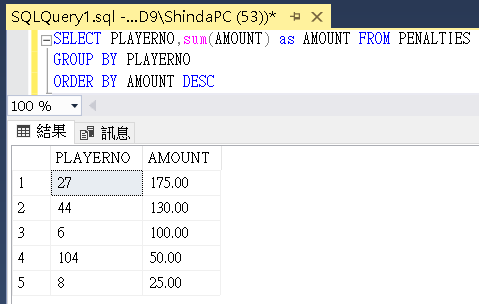 SQLQuery1.sql -...D9\ShindaPC (53))*
SELECT PLAYERNO,sum(AMOUNT) as AMOUNT FROM PENALTIES
GROUP BY PLAYERNO
ORDER BY AMOUNT DESC
100 %
結果 訊息
PLAYERNO AMOUNT
1 27 175.00
2 44 130.00
3 6 100.00
4 104 50.00
5 8 25.00